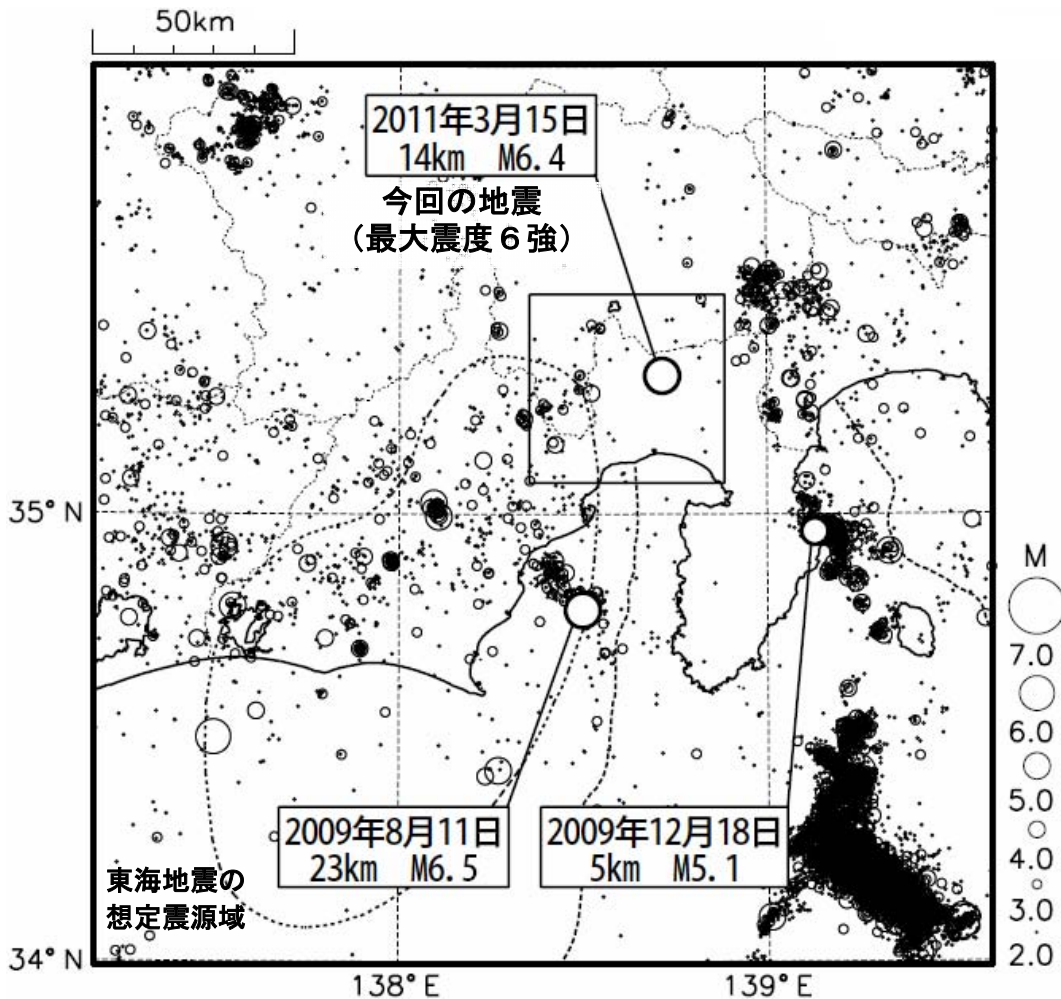 50km
2011年3月15日
14km M6.4
今回の地震
（最大震度６強）
35°N
2009年8月11日
23km M6.5
2009年12月18日
5km M5.1
東海地震の
想定震源域
34°N
138°E
139°E
M
7.0
6.0
5.0
4.0
3.0
2.0